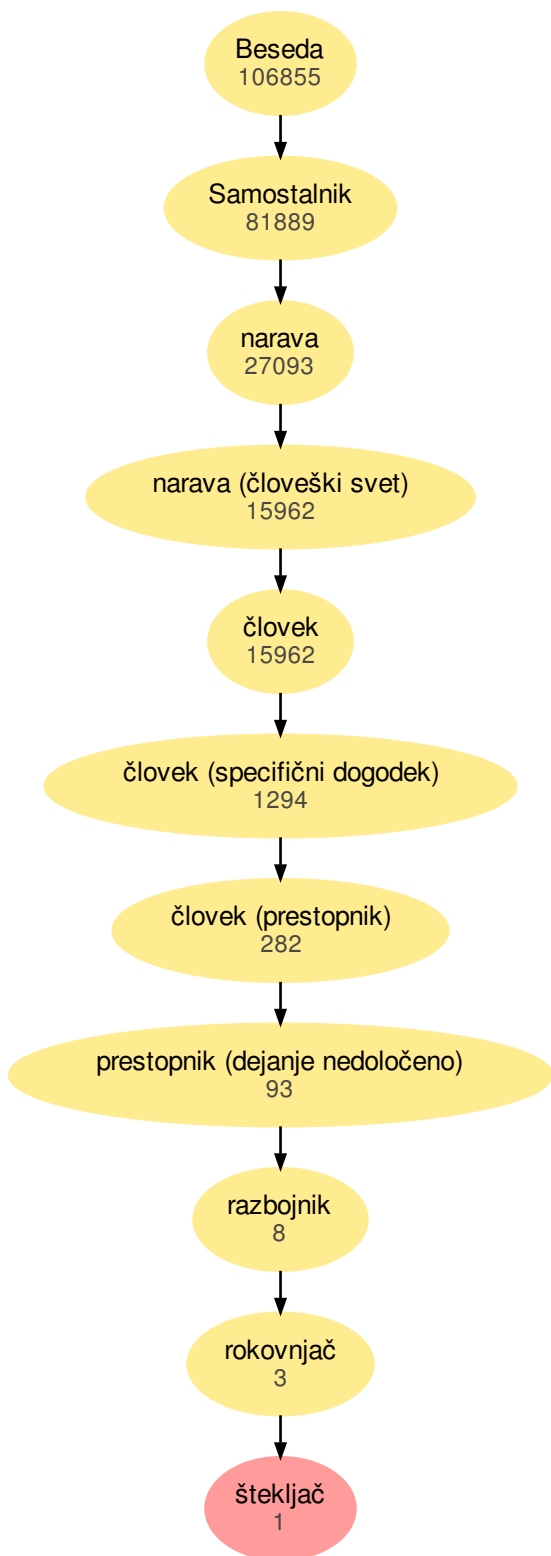 Beseda
106855
Samostalnik
81889
narava
27093
narava (človeški svet)
15962
človek
15962
človek (specifični dogodek)
1294
človek (prestopnik)
282
prestopnik (dejanje nedoločeno)
93
razbojnik
8
rokovnjač
3
štekljač
1